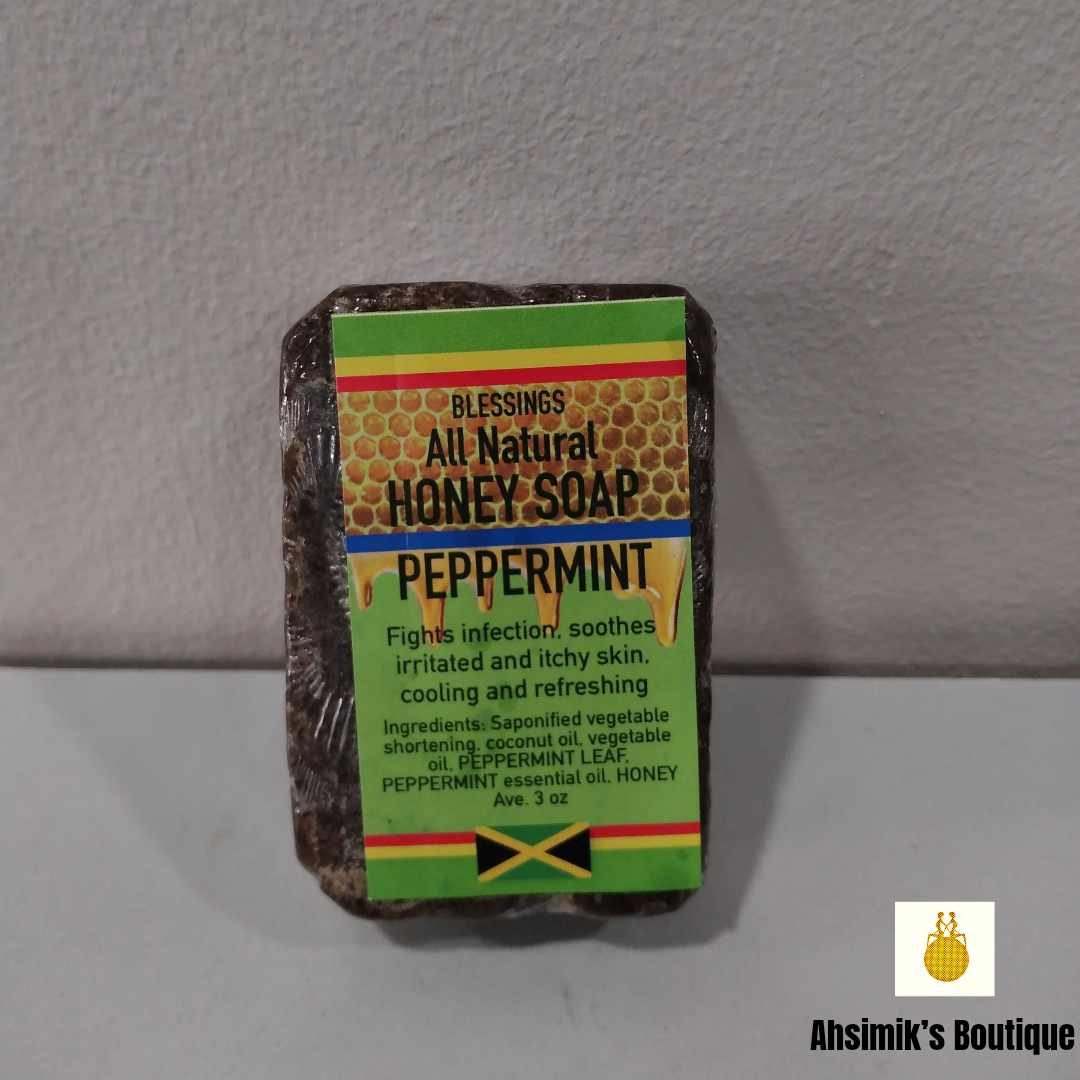 BLESSINGS
All Natural
HONEY SOAP
PEPPERMINT
Fights infection, soothes
irritated and itchy skin,
cooling and refreshing
Ingredients: Saponified vegetable
shortening, coconut oil, vegetable
oil, PEPPERMINT LEAF,
PEPPERMINT essential oil, HONEY
Ave. 3 oz
Ahsimik's Boutique